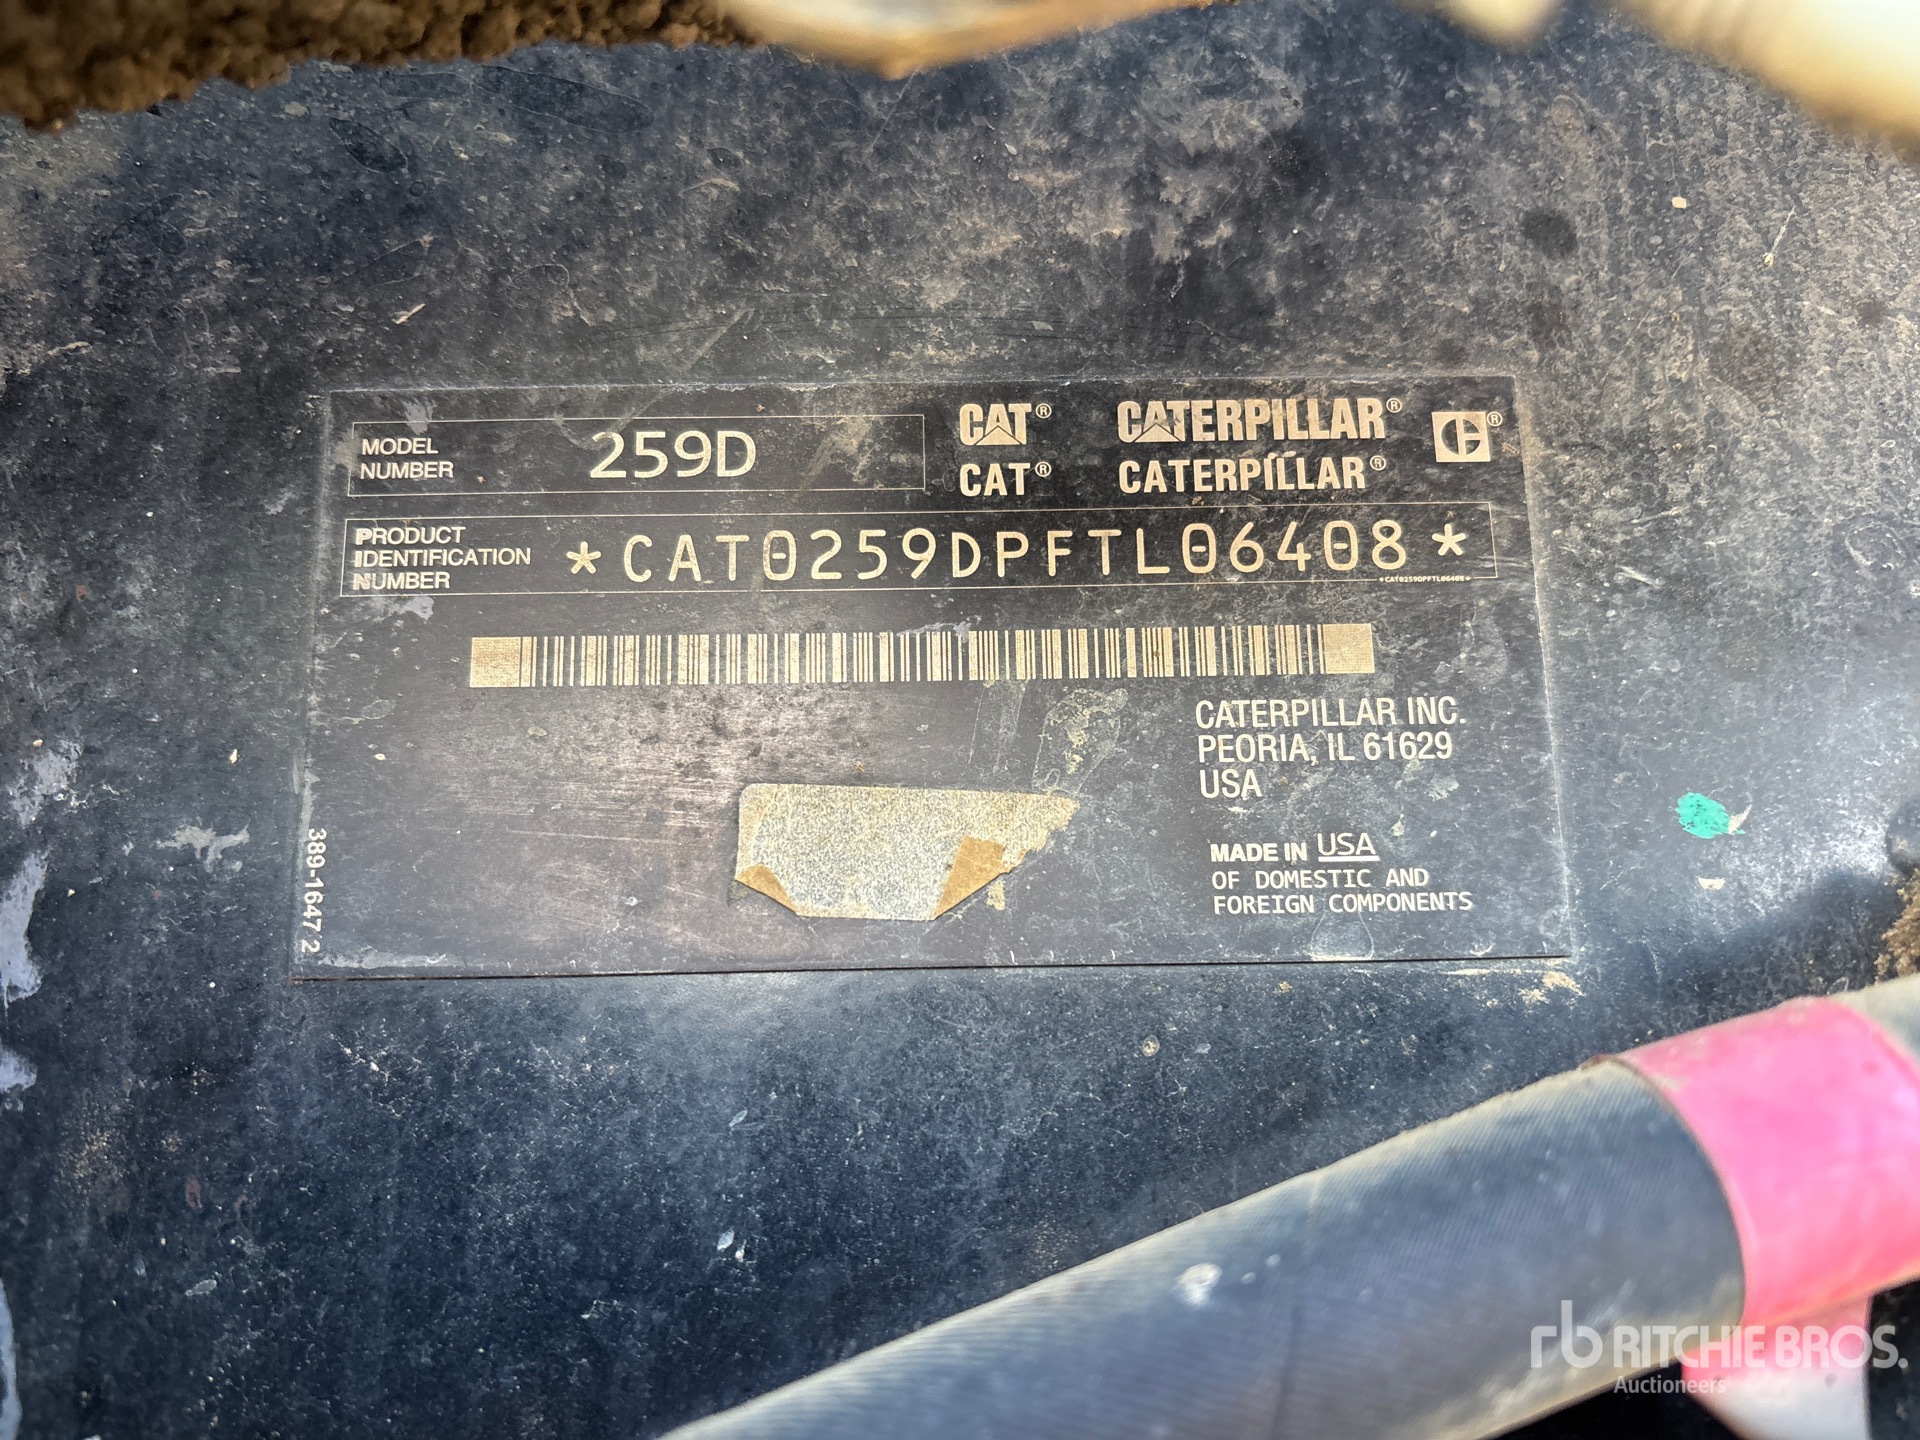 MODEL
NUMBER
259D
CAT® CATERPILLAR® ®
CAT® CATERPILLAR®
PRODUCT
IDENTIFICATION
NUMBER
*CAT0259DPFTL06408*
*CAT0259DPFTL06408*
CATERPILLAR INC.
PEORIA, IL 61629
USA
MADE IN USA
OF DOMESTIC AND
FOREIGN COMPONENTS
389-1647 2
rb RITCHIE BROS.
Auctioneers